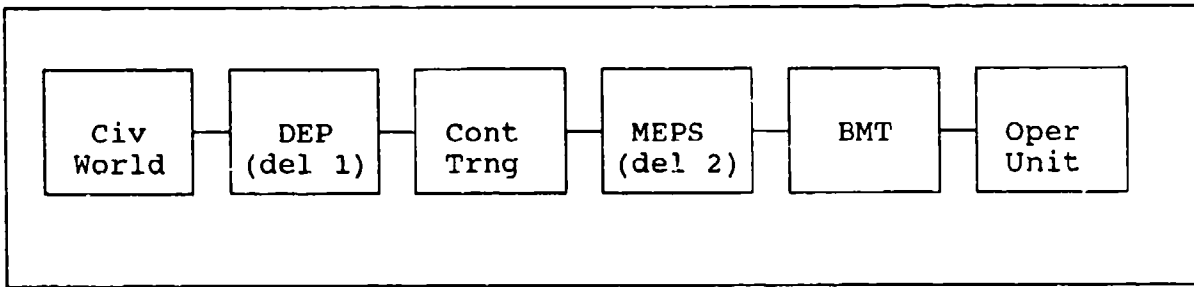 Civ World
DEP (del 1)
Cont Trng
MEPS (del 2)
BMT
Oper Unit